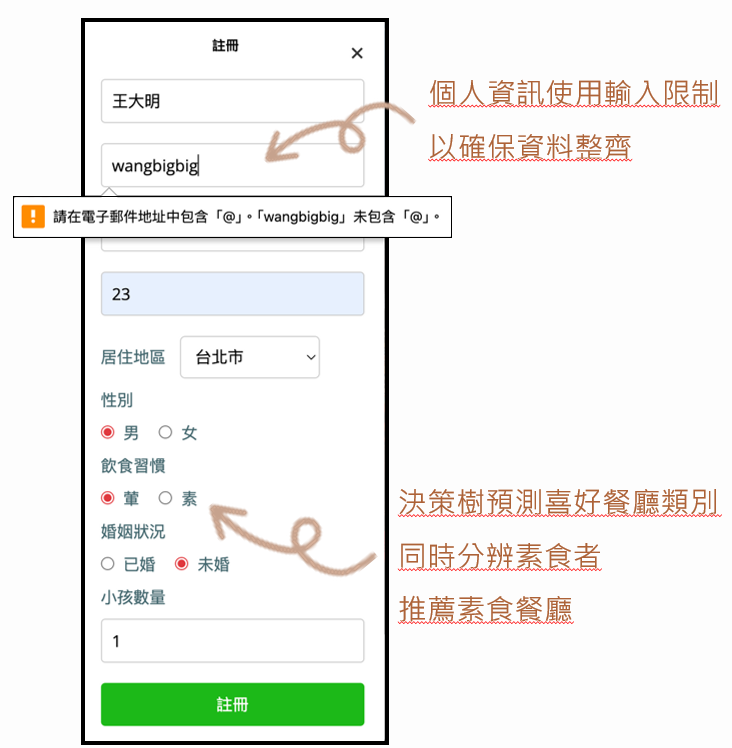 註冊
×
王大明
個人資訊使用輸入限制
以確保資料整齊
wangbigbig
! 請在電子郵件地址中包含「@」。「wangbigbig」未包含「@」。
23
居住地區 台北市
性別
男 女
飲食習慣
葷 素
婚姻狀況
已婚 未婚
小孩數量
1
註冊
決策樹預測喜好餐廳類別
同時分辨素食者
推薦素食餐廳